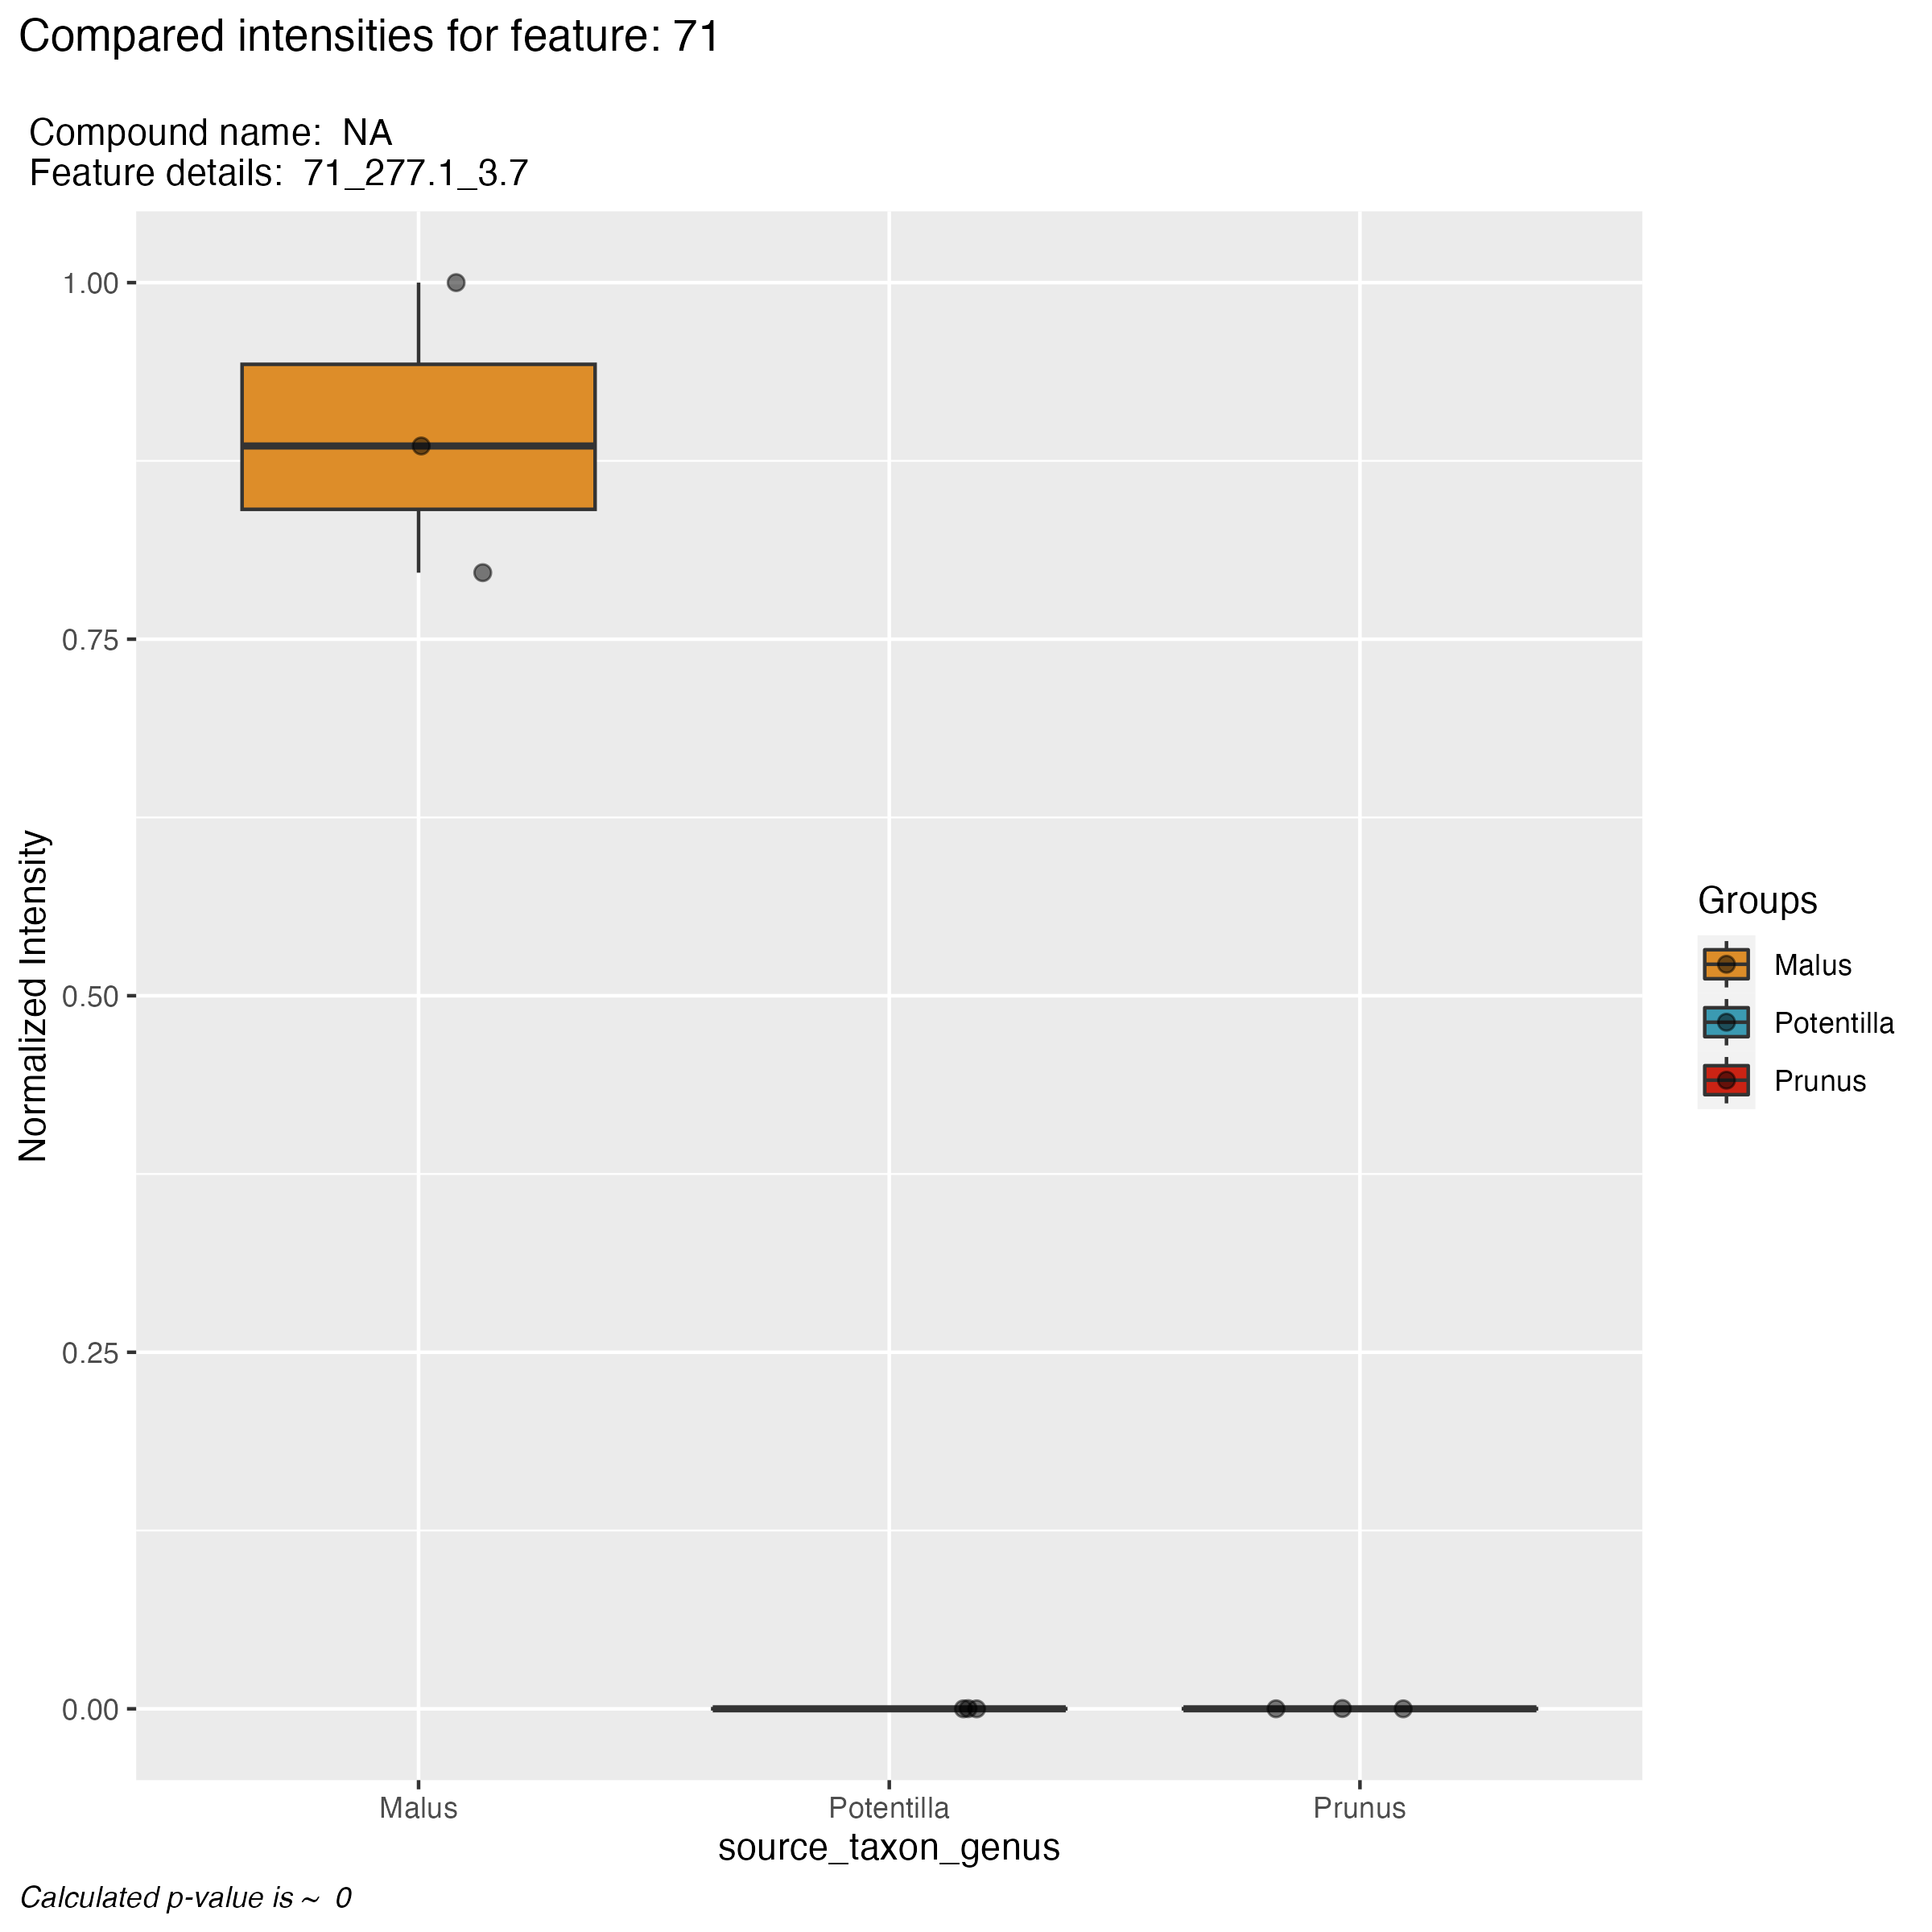 Compared intensities for feature: 71
Compound name:  NA
Feature details:  71_277.1_3.7
1.00
0.75
0.50
0.25
0.00
Normalized Intensity
Malus
Potentilla
Prunus
source_taxon_genus
Groups
Malus
Potentilla
Prunus
Calculated p-value is ~  0